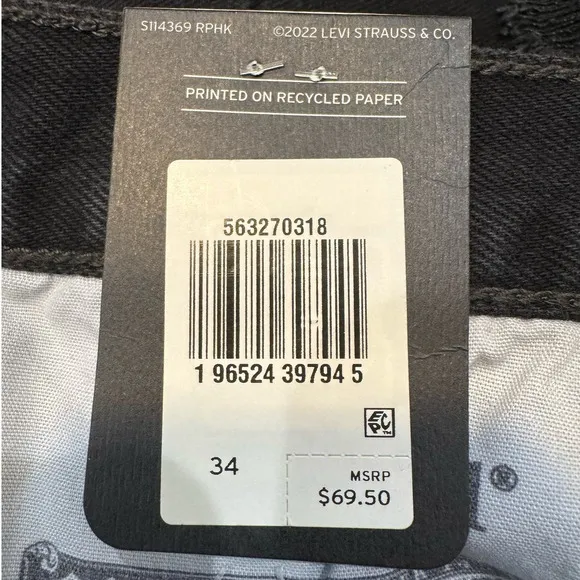 S114369 RPHK ©2022 LEVI STRAUSS & CO.
PRINTED ON RECYCLED PAPER
563270318
1 96524 39794 5
EPC™
34
MSRP
$69.50
®